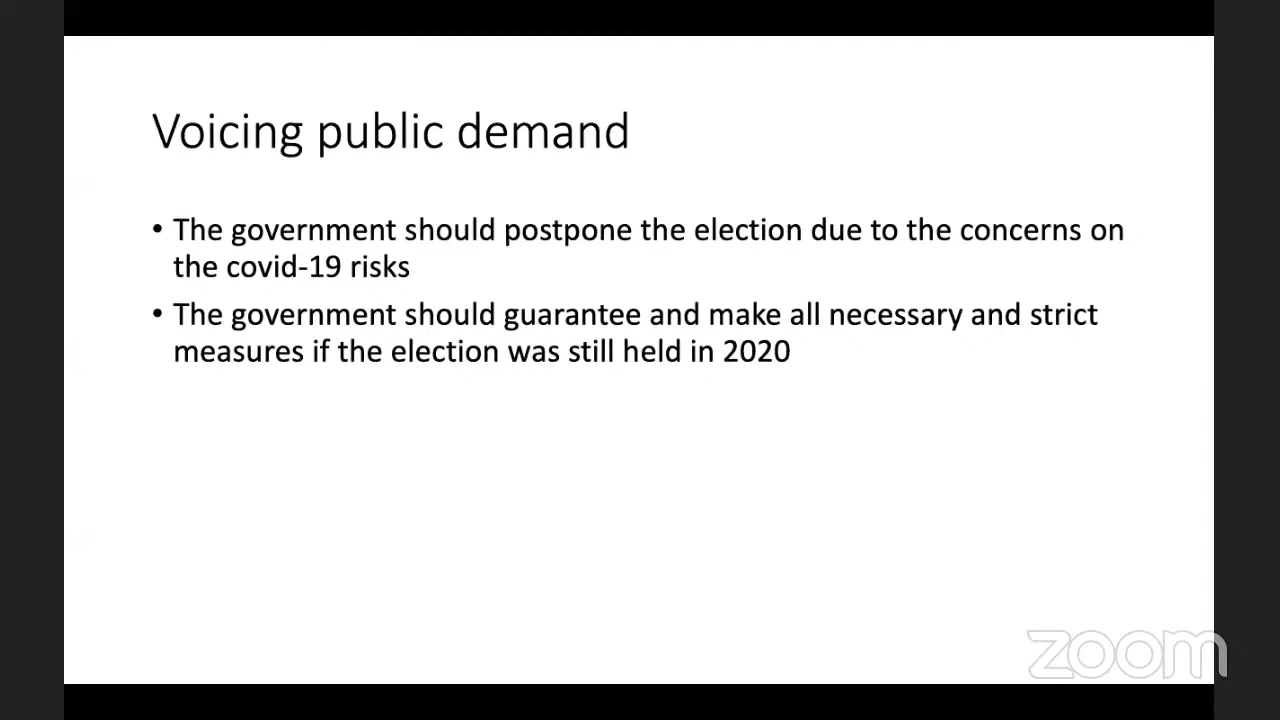 Voicing public demand
• The government should postpone the election due to the concerns on
the covid-19 risks
• The government should guarantee and make all necessary and strict
measures if the election was still held in 2020
zoom